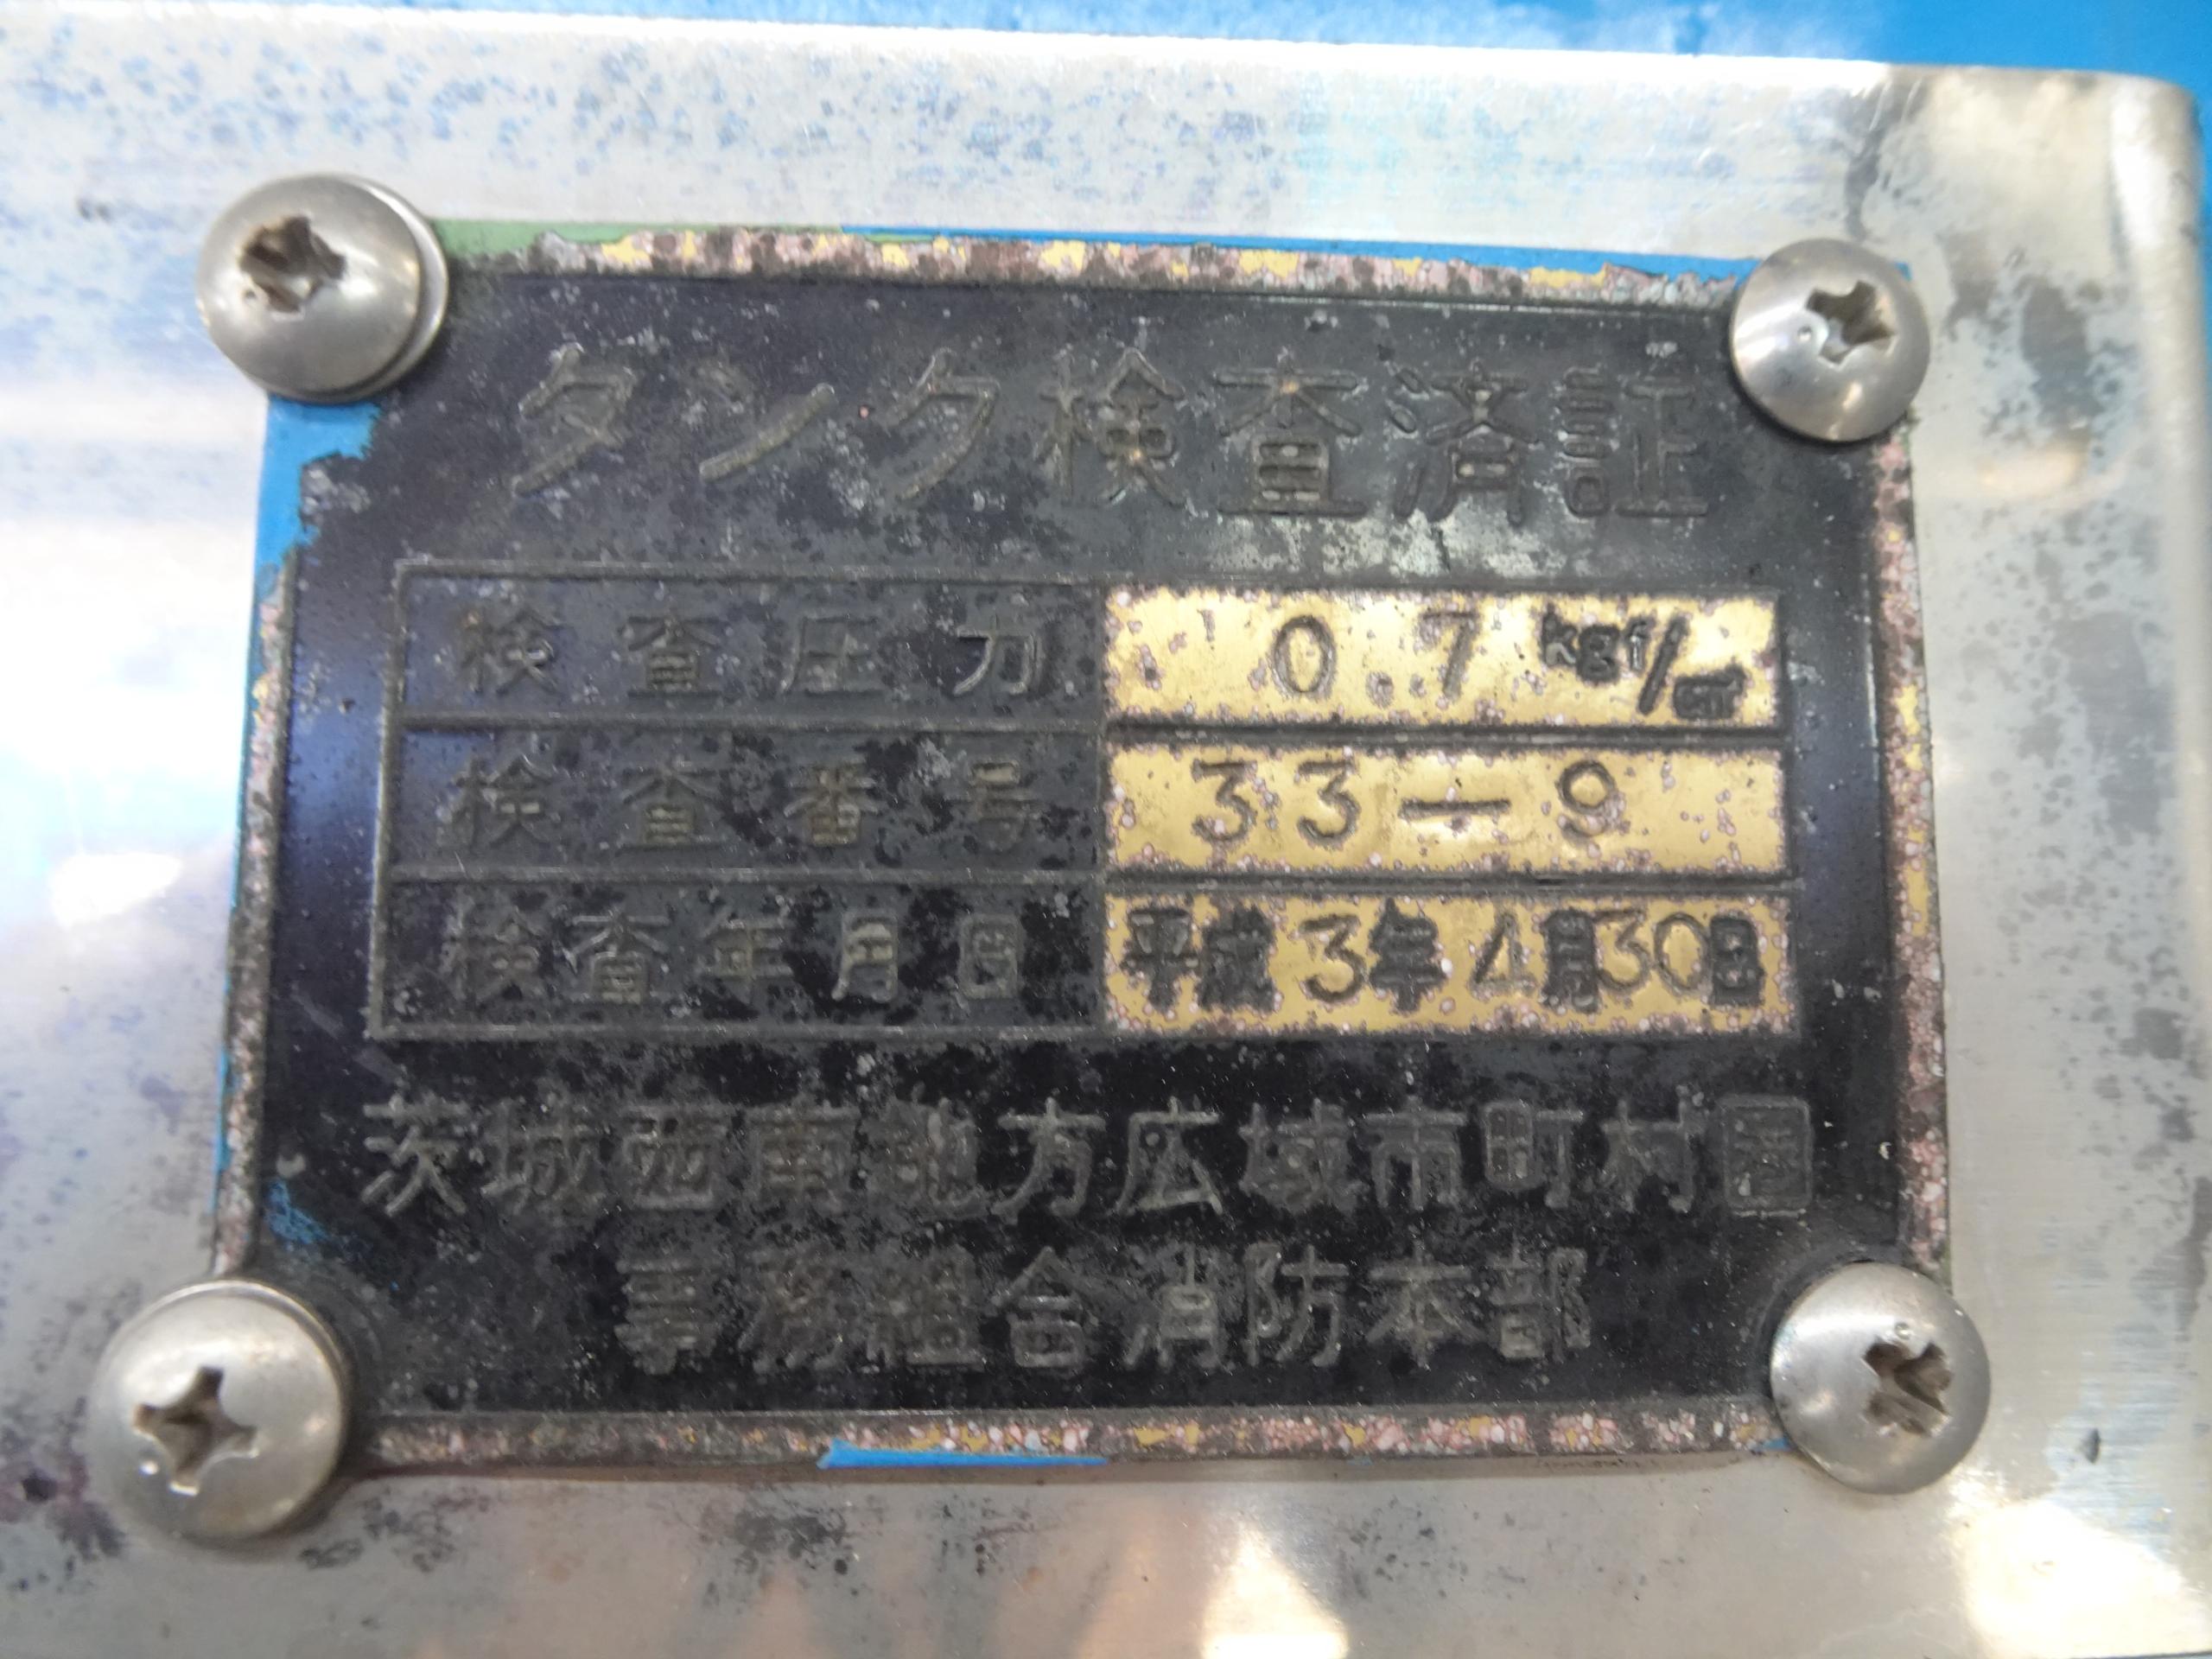 タンク検査済証
検査圧力 0.7 kgf/c㎡
検査番号 33-9
検査年月日 平成3年4月30日
茨城西南地方広域市町村圏
事務組合消防本部